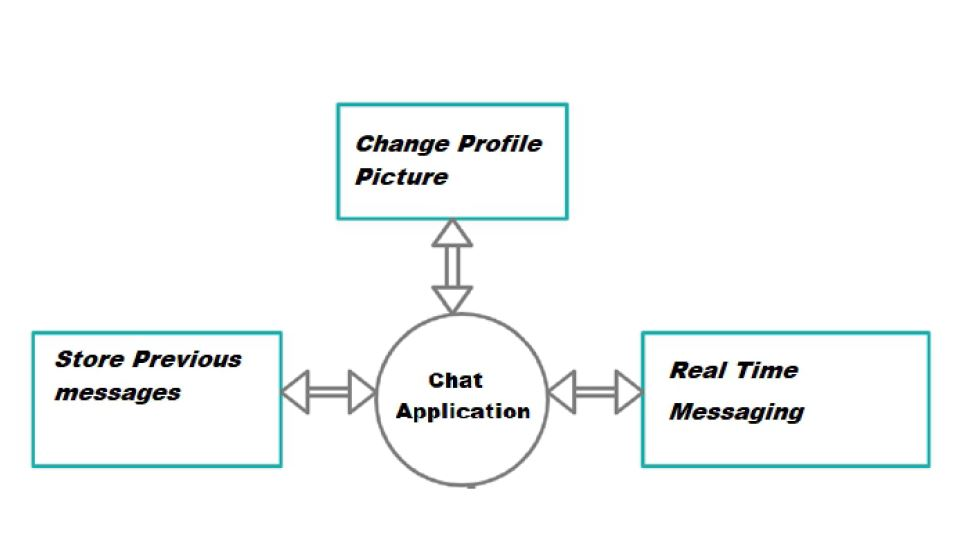 Change Profile
Picture
Store Previous
messages
Chat
Application
Real Time
Messaging